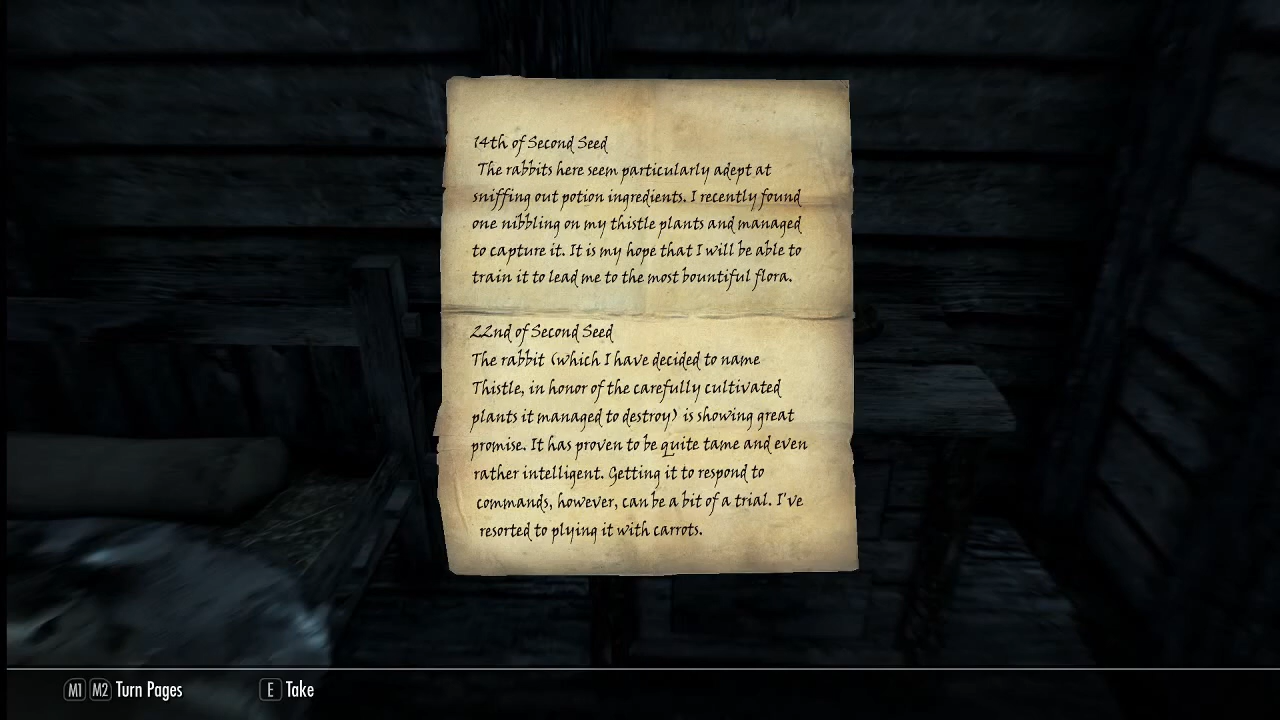 14th of Second Seed
The rabbits here seem particularly adept at
sniffing out potion ingredients. I recently found
one nibbling on my thistle plants and managed
to capture it. It is my hope that I will be able to
train it to lead me to the most bountiful flora.
22nd of Second Seed
The rabbit (which I have decided to name
Thistle, in honor of the carefully cultivated
plants it managed to destroy) is showing great
promise. It has proven to be quite tame and even
rather intelligent. Getting it to respond to
commands, however, can be a bit of a trial. I've
resorted to plying it with carrots.
M1 M2 Turn Pages E Take